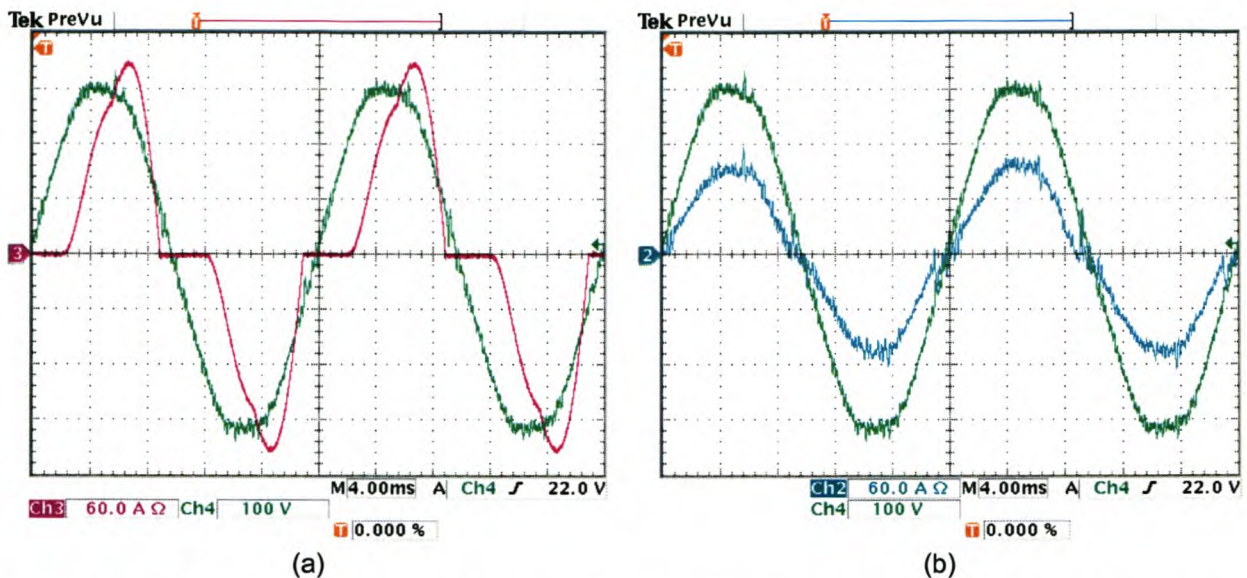 Tek PreVu
T
T
3
M 4.00ms A Ch4 ʃ 22.0 V
Ch3 60.0 A Ω Ch4 100 V
T 0.000 %
(a)
Tek PreVu
T
T
2
Ch2 60.0 A Ω M 4.00ms A Ch4 ʃ 22.0 V
Ch4 100 V
T 0.000 %
(b)